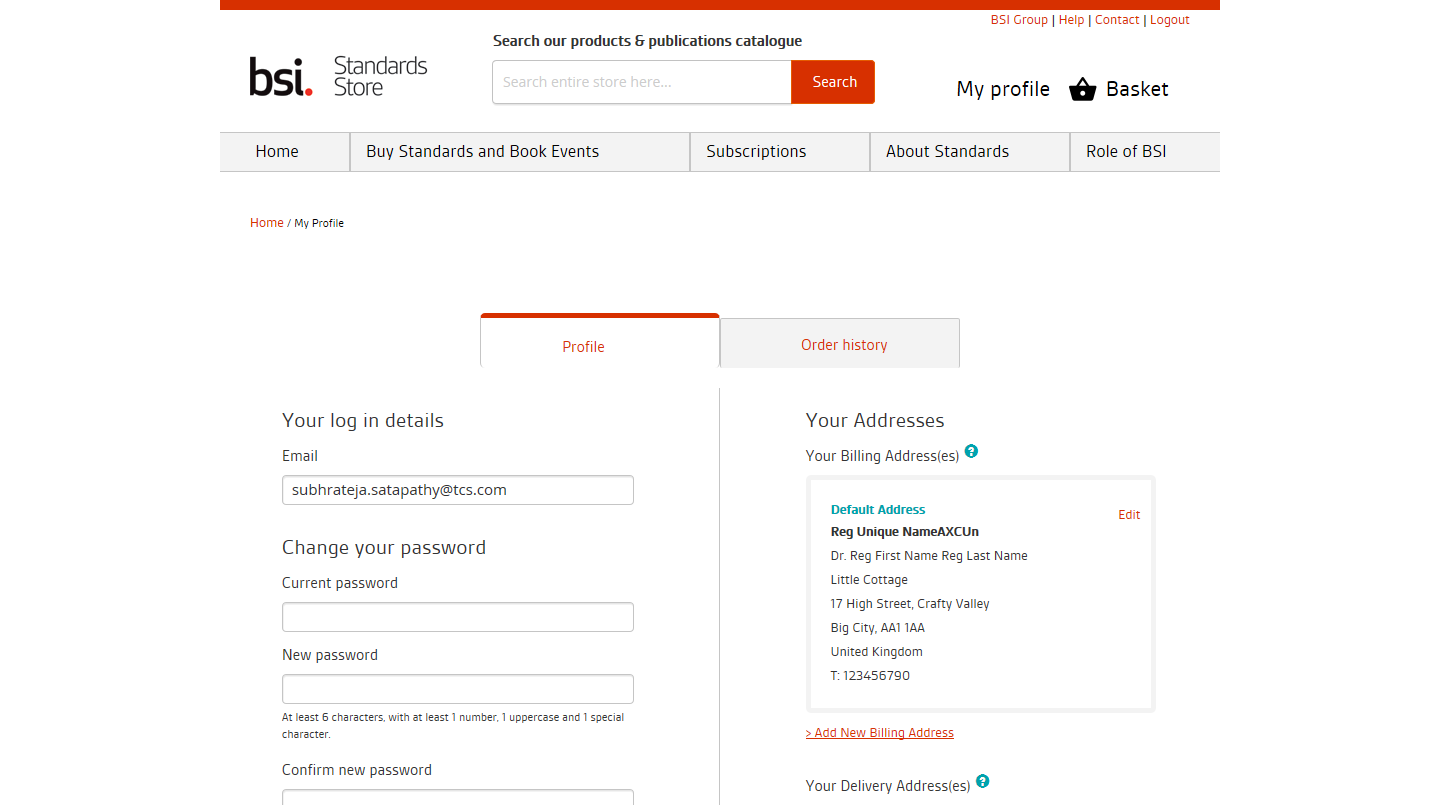 BSI Group | Help | Contact | Logout
Search our products & publications catalogue
bsi.
Standards
Store
Search entire store here...
Search
My profile
Basket
Home
Buy Standards and Book Events
Subscriptions
About Standards
Role of BSI
Home / My Profile
Profile
Order history
Your log in details
Email
subhrateja.satapathy@tcs.com
Change your password
Current password
New password
At least 6 characters, with at least 1 number, 1 uppercase and 1 special
character.
Confirm new password
Your Addresses
Your Billing Address(es) ?
Default Address
Edit
Reg Unique NameAXCUn
Dr. Reg First Name Reg Last Name
Little Cottage
17 High Street, Crafty Valley
Big City, AA1 1AA
United Kingdom
T: 123456790
> Add New Billing Address
Your Delivery Address(es) ?